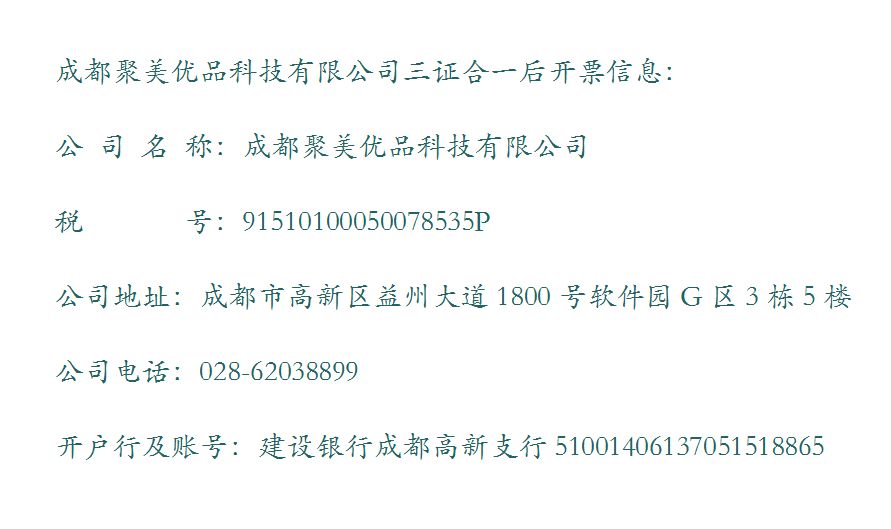 成都聚美优品科技有限公司三证合一后开票信息：
公 司 名 称：成都聚美优品科技有限公司
税 号：91510100050078535P
公司地址：成都市高新区益州大道 1800 号软件园 G 区 3 栋 5 楼
公司电话：028-62038899
开户行及账号：建设银行成都高新支行 51001406137051518865